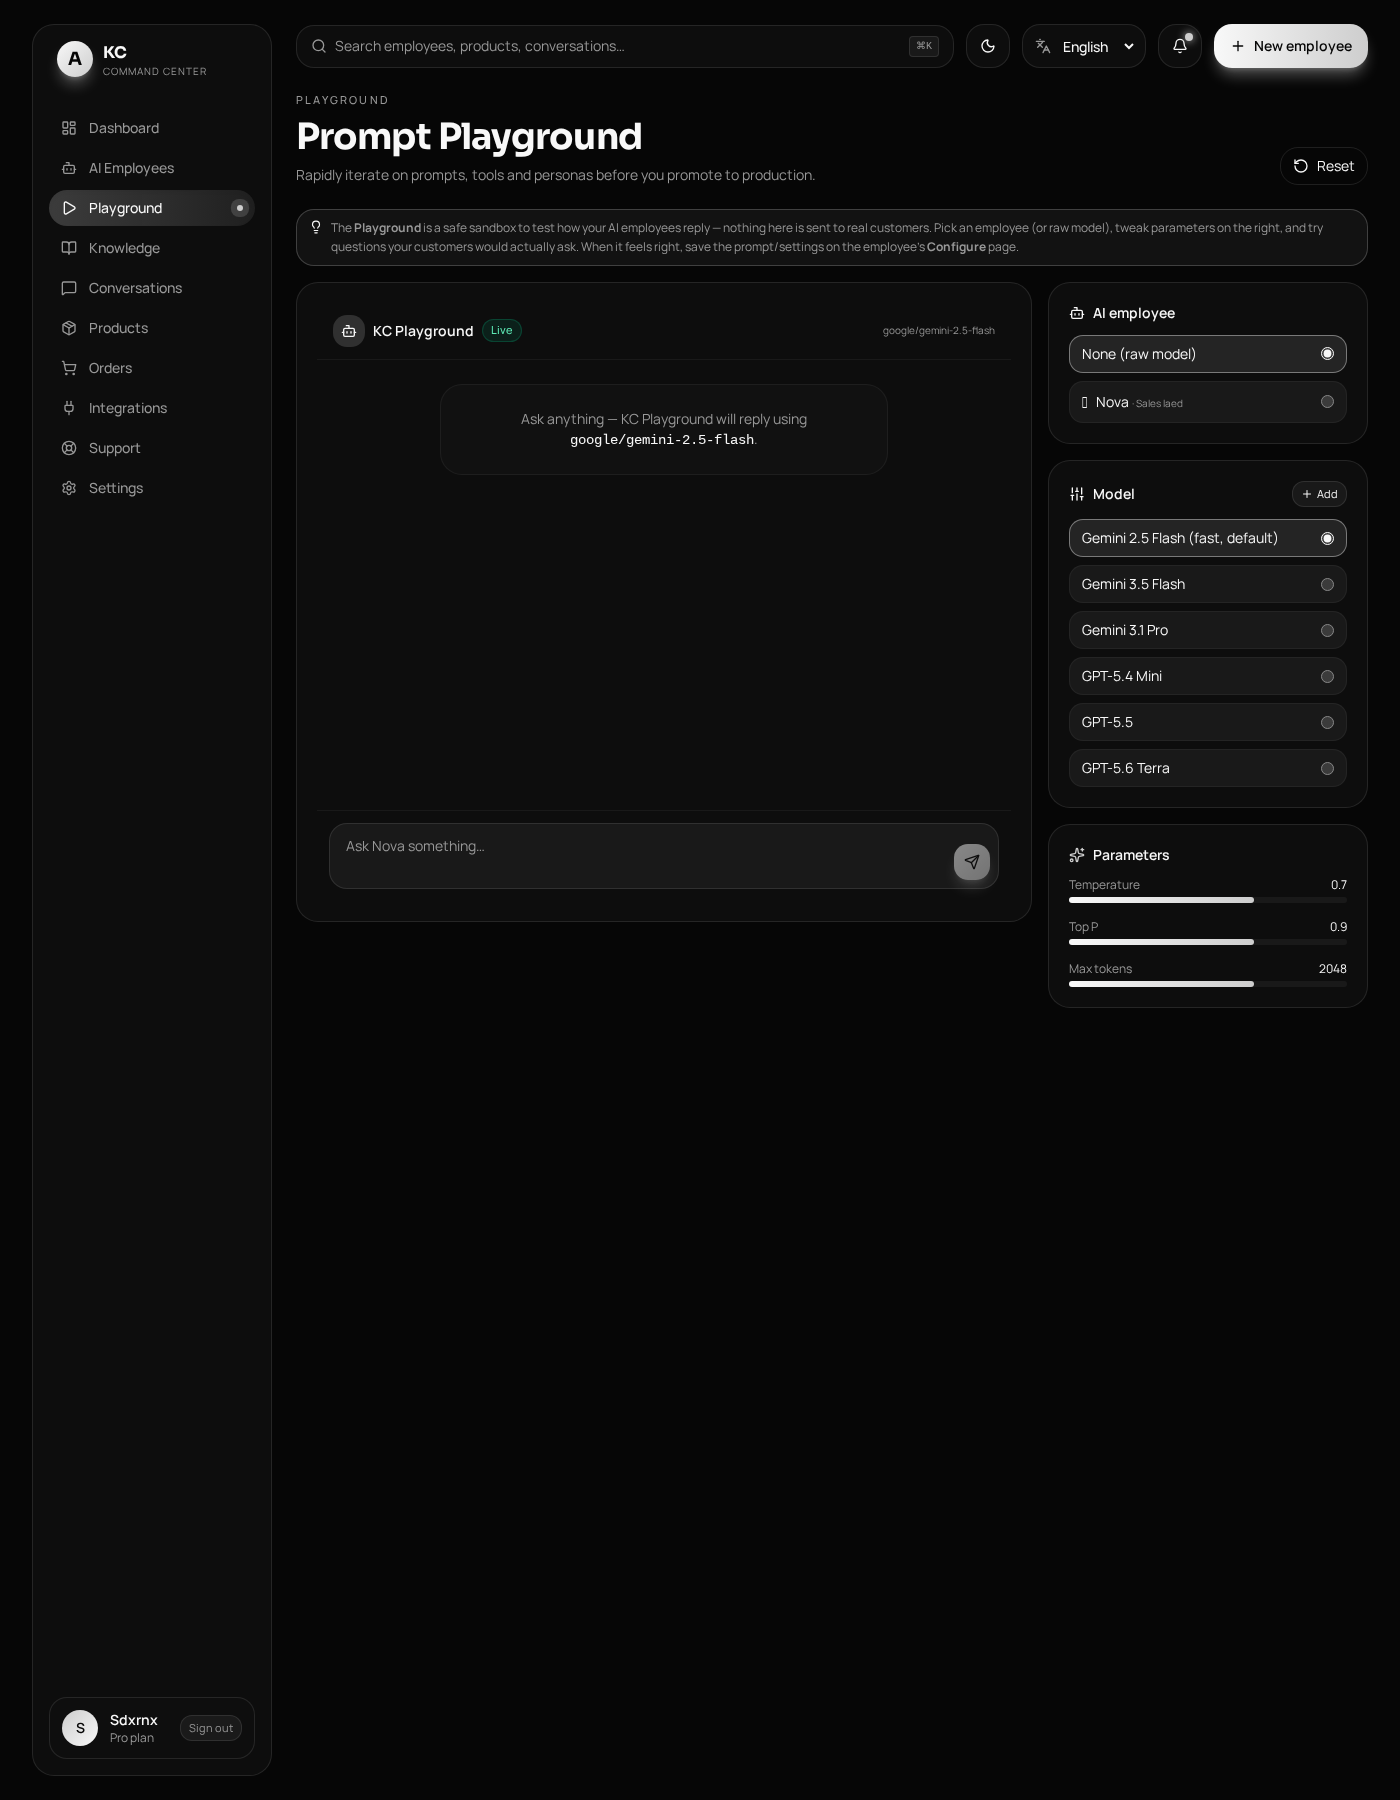 A
KC
COMMAND CENTER
Dashboard
AI Employees
Playground
Knowledge
Conversations
Products
Orders
Integrations
Support
Settings
S
Sdxrnx
Pro plan
Sign out
Search employees, products, conversations…
⌘K
English
New employee
PLAYGROUND
Prompt Playground
Rapidly iterate on prompts, tools and personas before you promote to production.
Reset
The Playground is a safe sandbox to test how your AI employees reply — nothing here is sent to real customers. Pick an employee (or raw model), tweak parameters on the right, and try
questions your customers would actually ask. When it feels right, save the prompt/settings on the employee's Configure page.
KC Playground
Live
google/gemini-2.5-flash
Ask anything — KC Playground will reply using
google/gemini-2.5-flash.
Ask Nova something…
AI employee
None (raw model)
Nova · Sales laed
Model
Add
Gemini 2.5 Flash (fast, default)
Gemini 3.5 Flash
Gemini 3.1 Pro
GPT-5.4 Mini
GPT-5.5
GPT-5.6 Terra
Parameters
Temperature 0.7
Top P 0.9
Max tokens 2048